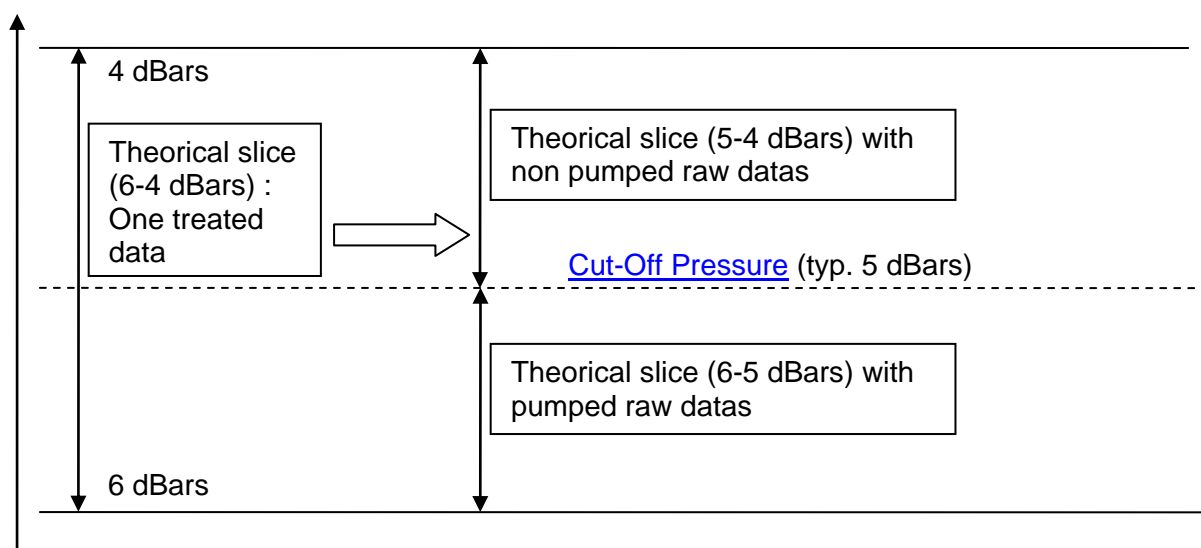 4 dBars
Theorical slice
(6-4 dBars) :
One treated
data
Theorical slice (5-4 dBars) with
non pumped raw datas
Cut-Off Pressure (typ. 5 dBars)
Theorical slice (6-5 dBars) with
pumped raw datas
6 dBars